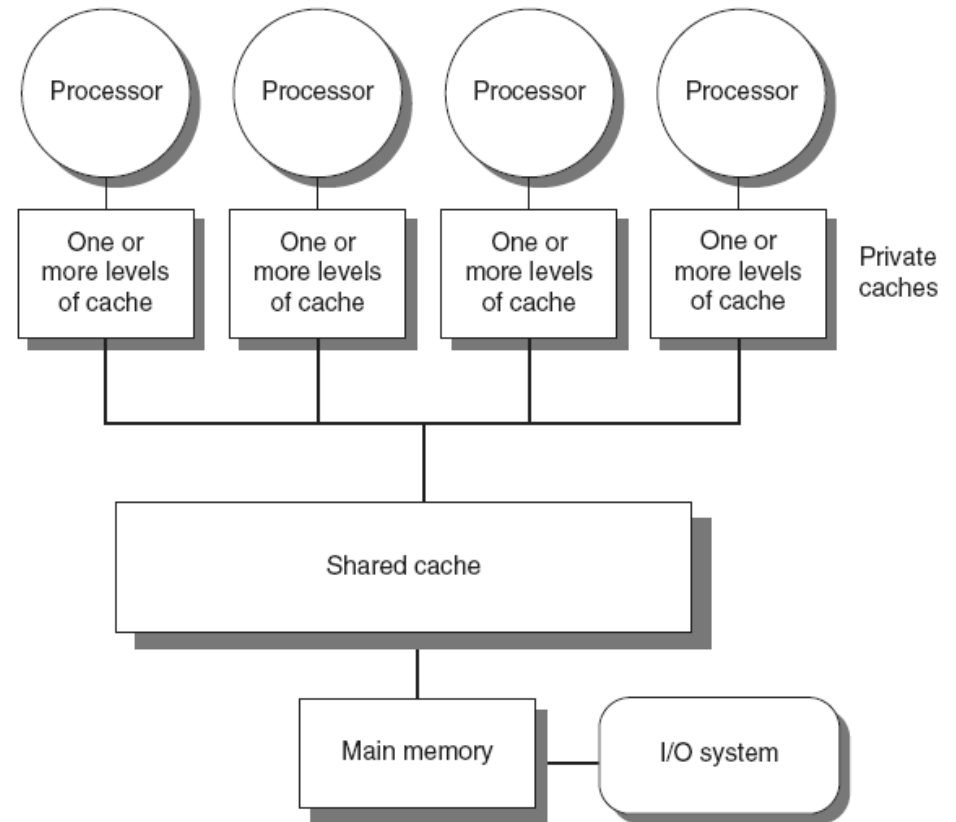 Processor
Processor
Processor
Processor
One or
more levels
of cache
One or
more levels
of cache
One or
more levels
of cache
One or
more levels
of cache
Private
caches
Shared cache
Main memory
I/O system